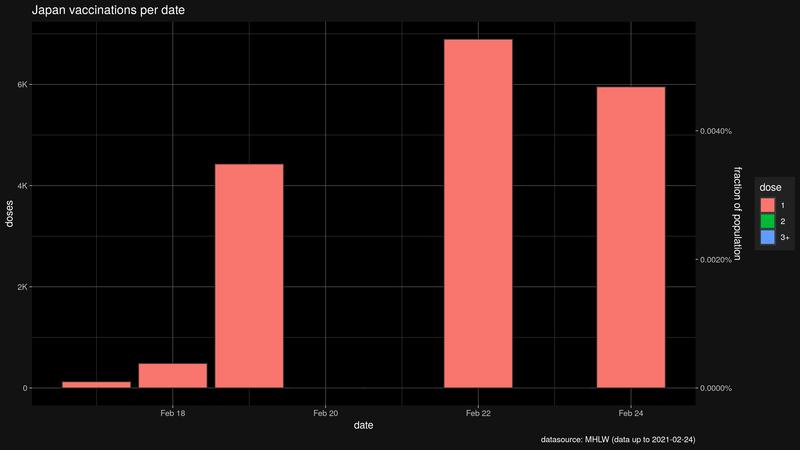 Japan vaccinations per date
doses
6K
4K
2K
0
0.0040%
0.0020%
0.0000%
fraction of population
dose
1
2
3+
Feb 18
Feb 20
Feb 22
Feb 24
date
datasource: MHLW (data up to 2021-02-24)